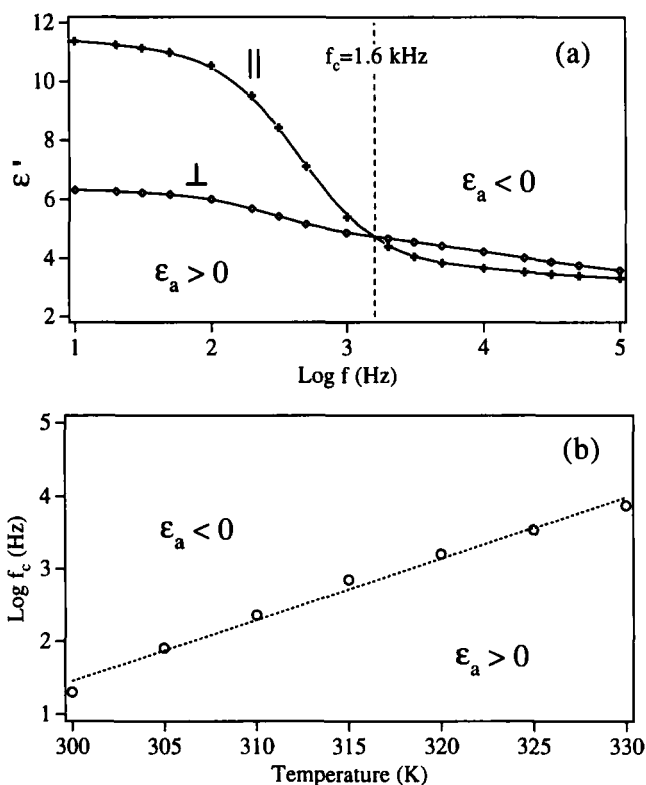 12
10
8
6
4
2
ε'
||
f_c=1.6 kHz
(a)
⊥
ε_a < 0
ε_a > 0
1 2 3 4 5
Log f (Hz)
5
4
3
2
1
Log f_c (Hz)
(b)
ε_a < 0
ε_a > 0
300 305 310 315 320 325 330
Temperature (K)